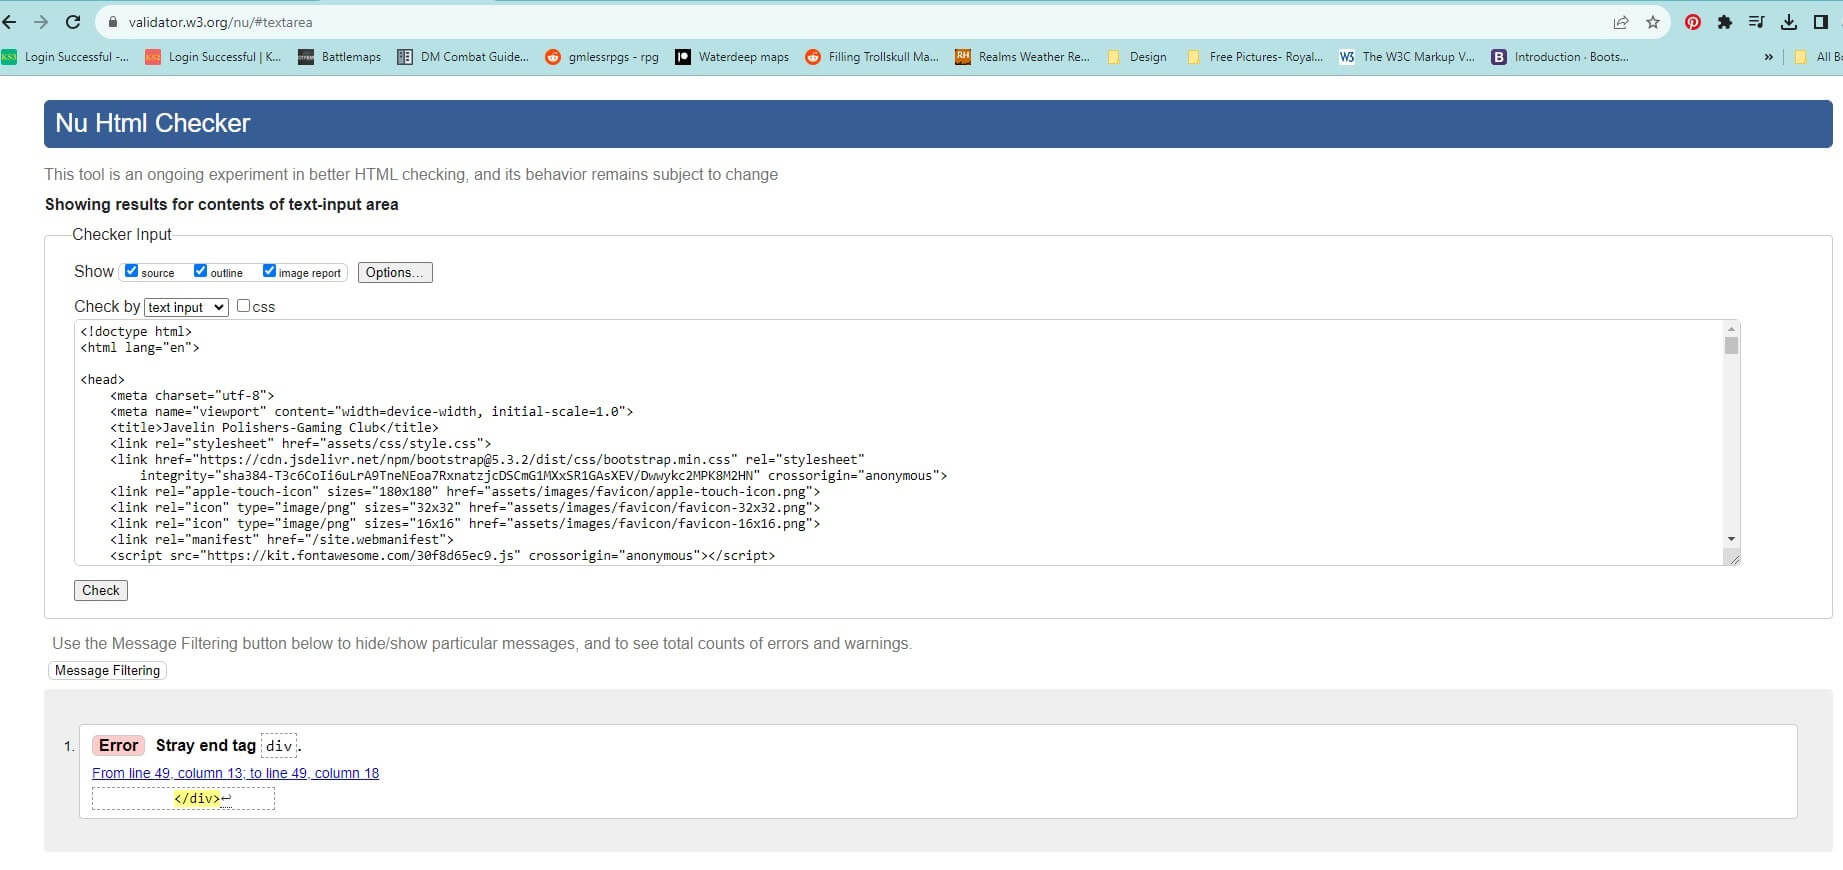 validator.w3.org/nu/#textarea
Login Successful -... Login Successful | K... Battlemaps DM Combat Guide... gmlessrpgs - rpg Waterdeep maps Filling Trollskull Ma... RH Realms Weather Re... Design Free Pictures- Royal... W3 The W3C Markup V... B Introduction · Boots... » All B
Nu Html Checker
This tool is an ongoing experiment in better HTML checking, and its behavior remains subject to change
Showing results for contents of text-input area
Checker Input
Show source outline image report Options...
Check by text input css
<!doctype html>
<html lang="en">
<head>
<meta charset="utf-8">
<meta name="viewport" content="width=device-width, initial-scale=1.0">
<title>Javelin Polishers-Gaming Club</title>
<link rel="stylesheet" href="assets/css/style.css">
<link href="https://cdn.jsdelivr.net/npm/bootstrap@5.3.2/dist/css/bootstrap.min.css" rel="stylesheet"
integrity="sha384-T3c6CoIi6uLrA9TneNEoa7RxnatzjcDSCmG1MXxSR1GAsXEV/Dwwykc2MPK8M2HN" crossorigin="anonymous">
<link rel="apple-touch-icon" sizes="180x180" href="assets/images/favicon/apple-touch-icon.png">
<link rel="icon" type="image/png" sizes="32x32" href="assets/images/favicon/favicon-32x32.png">
<link rel="icon" type="image/png" sizes="16x16" href="assets/images/favicon/favicon-16x16.png">
<link rel="manifest" href="/site.webmanifest">
<script src="https://kit.fontawesome.com/30f8d65ec9.js" crossorigin="anonymous"></script>
Check
Use the Message Filtering button below to hide/show particular messages, and to see total counts of errors and warnings.
Message Filtering
1. Error Stray end tag div.
From line 49, column 13; to line 49, column 18
</div>↩